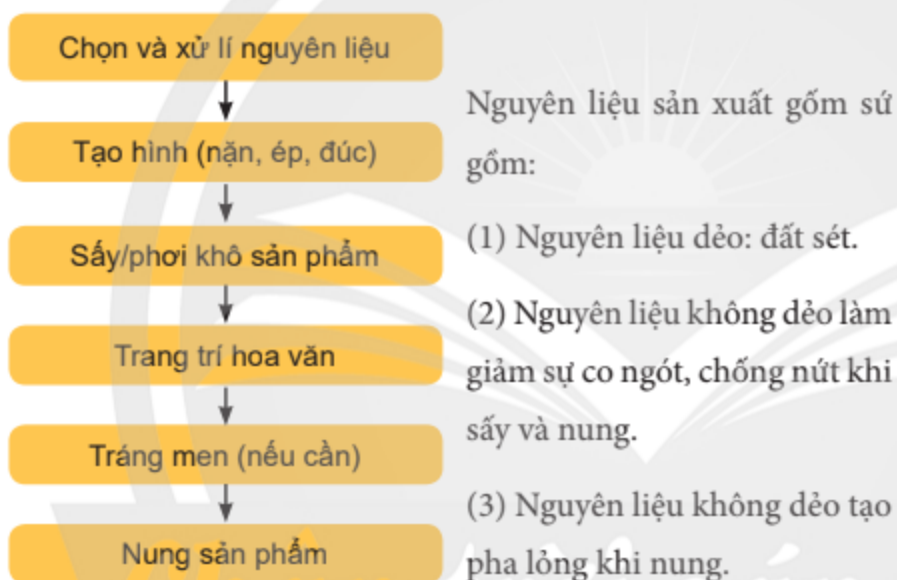 Chọn và xử lí nguyên liệu
Tạo hình (nặn, ép, đúc)
Sấy/phơi khô sản phẩm
Trang trí hoa văn
Tráng men (nếu cần)
Nung sản phẩm
Nguyên liệu sản xuất gốm sứ
gồm:
(1) Nguyên liệu dẻo: đất sét.
(2) Nguyên liệu không dẻo làm
giảm sự co ngót, chống nứt khi
sấy và nung.
(3) Nguyên liệu không dẻo tạo
pha lỏng khi nung.